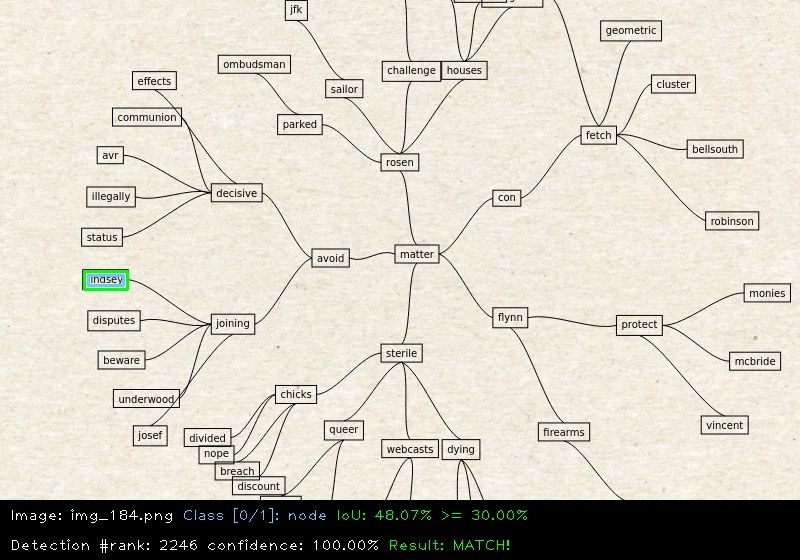 jfk
geometric
ombudsman
challenge
houses
effects
cluster
sailor
communion
parked
fetch
bellsouth
avr
rosen
illegally
decisive
con
robinson
status
avoid
matter
monies
disputes
joining
flynn
protect
beware
sterile
mcbride
chicks
underwood
vincent
josef
divided
queer
firearms
nope
webcasts
dying
breach
discount
Image: img_184.png Class [0/1]: node IoU: 48.07% >= 30.00%
Detection #rank: 2246 confidence: 100.00% Result: MATCH!